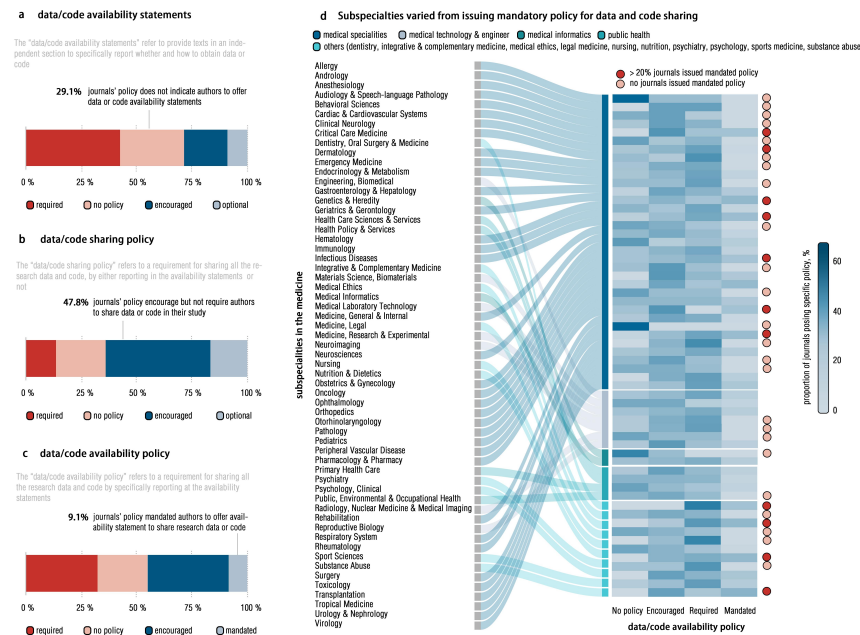 a data/code availability statements
The "data/code availability statements" refer to provide texts in an inde-
pendent section to specifically report whether and how to obtain data or
code
29.1% journals' policy does not indicate authors to offer
data or code availability statements
0 % 25 % 50 % 75 % 100 %
required no policy encouraged optional
b data/code sharing policy
The "data/code sharing policy" refers to a requirement for sharing all the re-
search data and code, by either reporting in the availability statements or
not
47.8% journals' policy encourage but not require authors
to share data or code in their study
0 % 25 % 50 % 75 % 100 %
required no policy encouraged optional
c data/code availability policy
The "data/code availability policy" refers to a requirement for sharing all
the research data and code by specifically reporting at the availability
statements
9.1% journals' policy mandated authors to offer avail-
ability statement to share research data or code
0 % 25 % 50 % 75 % 100 %
required no policy encouraged mandated
d Subspecialties varied from issuing mandatory policy for data and code sharing
medical specialities medical technology & engineer medical informatics public health
others (dentistry, integrative & complementary medicine, medical ethics, legal medicine, nursing, nutrition, psychiatry, psychology, sports medicine, substance abuse
subspecialities in the medicine
Allergy
Andrology
Anesthesiology
Audiology & Speech-language Pathology
Behavioral Sciences
Cardiac & Cardiovascular Systems
Clinical Neurology
Critical Care Medicine
Dentistry, Oral Surgery & Medicine
Dermatology
Emergency Medicine
Endocrinology & Metabolism
Engineering, Biomedical
Gastroenterology & Hepatology
Genetics & Heredity
Geriatrics & Gerontology
Health Care Sciences & Services
Health Policy & Services
Hematology
Immunology
Infectious Diseases
Integrative & Complementary Medicine
Materials Science, Biomaterials
Medical Ethics
Medical Informatics
Medical Laboratory Technology
Medicine, General & Internal
Medicine, Legal
Medicine, Research & Experimental
Neuroimaging
Neurosciences
Nursing
Nutrition & Dietetics
Obstetrics & Gynecology
Oncology
Ophthalmology
Orthopedics
Otorhinolaryngology
Pathology
Pediatrics
Peripheral Vascular Disease
Pharmacology & Pharmacy
Primary Health Care
Psychiatry
Psychology, Clinical
Public, Environmental & Occupational Health
Radiology, Nuclear Medicine & Medical Imaging
Rehabilitation
Reproductive Biology
Respiratory System
Rheumatology
Sport Sciences
Substance Abuse
Surgery
Toxicology
Transplantation
Tropical Medicine
Urology & Nephrology
Virology
> 20% journals issued mandated policy
no journals issued mandated policy
No policy Encouraged Required Mandated
data/code availability policy
proportion of journals posing specific policy, %
60
40
20
0